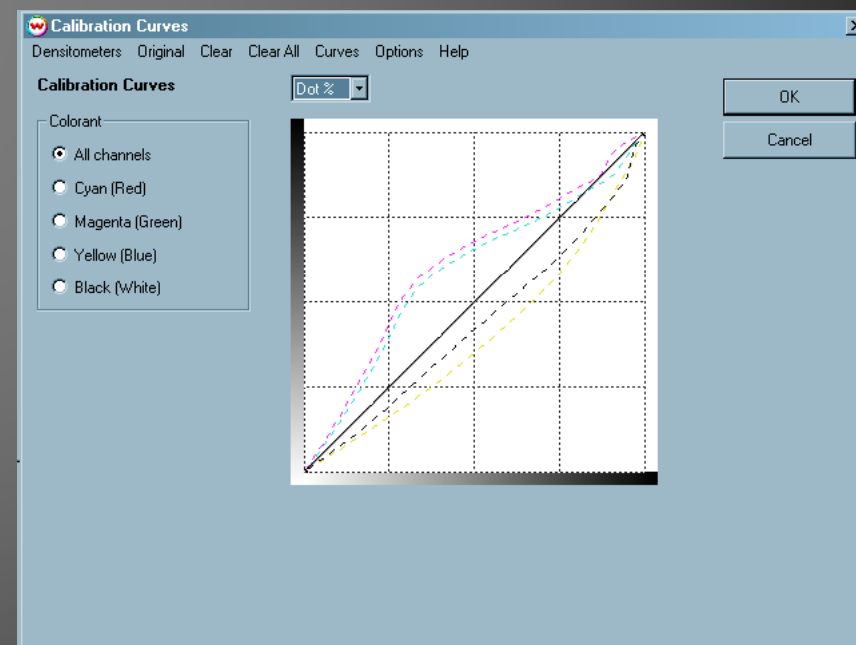 Calibration Curves
Densitometers Original Clear Clear All Curves Options Help
Calibration Curves
Dot %
OK
Cancel
Colorant
All channels
Cyan (Red)
Magenta (Green)
Yellow (Blue)
Black (White)